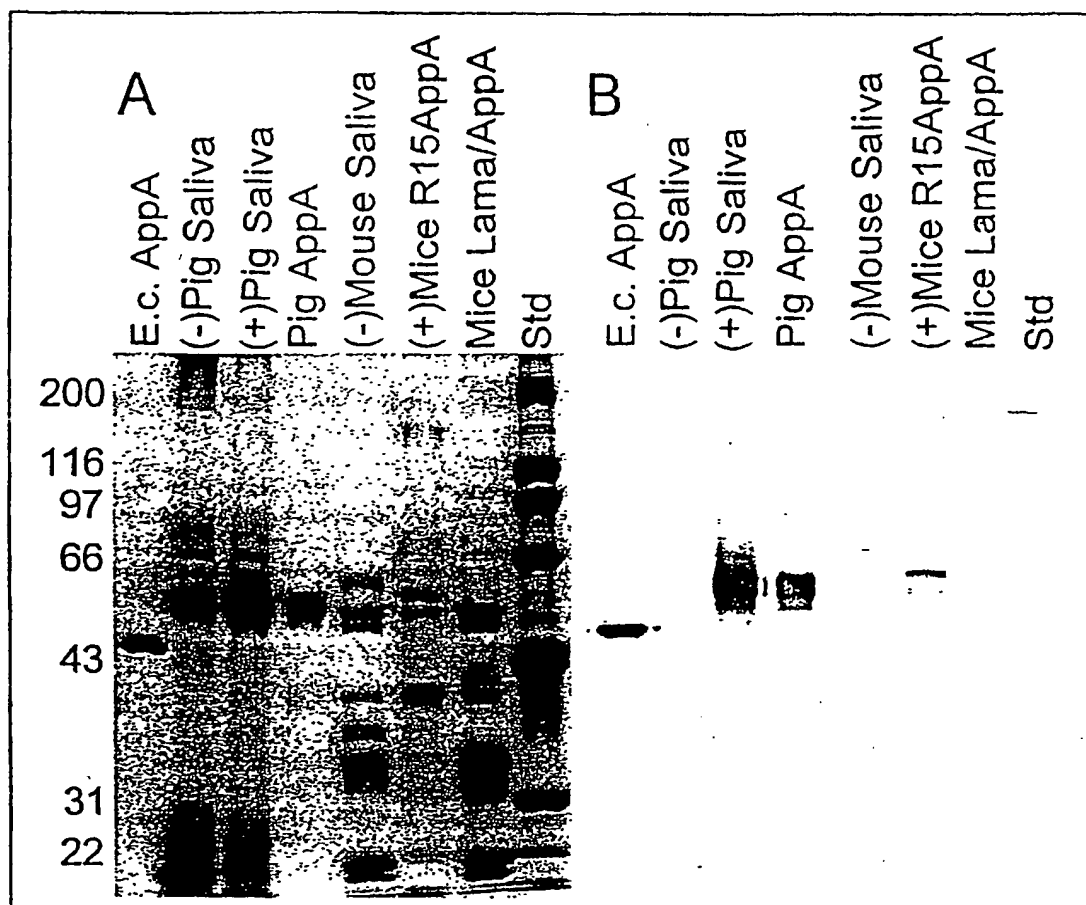 A
E.c. AppA
(-)Pig Saliva
(+)Pig Saliva
Pig AppA
(-)Mouse Saliva
(+)Mice R15AppA
Mice Lama/AppA
Std
B
E.c. AppA
(-)Pig Saliva
(+)Pig Saliva
Pig AppA
(-)Mouse Saliva
(+)Mice R15AppA
Mice Lama/AppA
Std
200
116
97
66
43
31
22